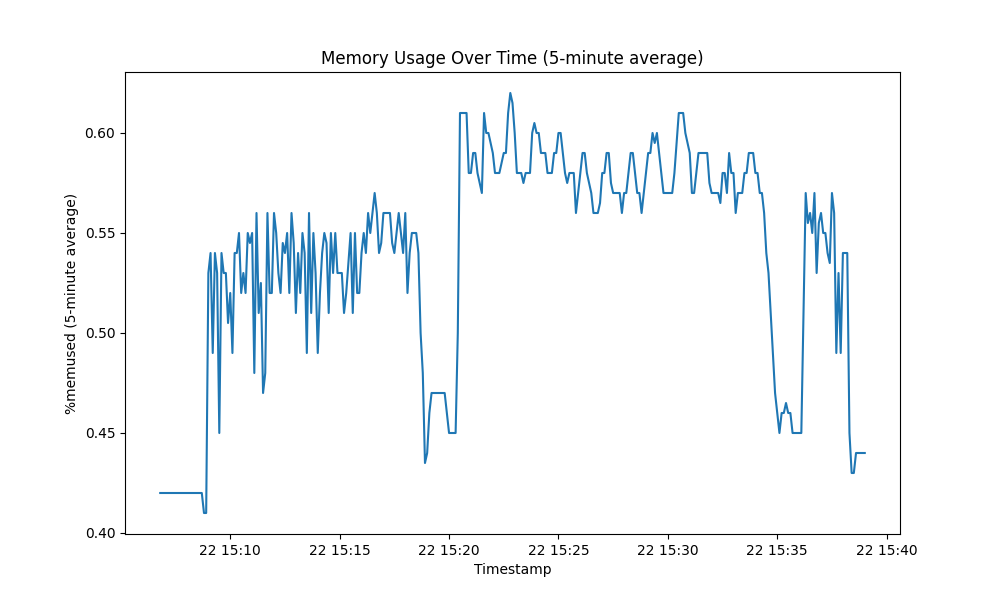 Memory Usage Over Time (5-minute average)
%memused (5-minute average)
0.60
0.55
0.50
0.45
0.40
22 15:10 22 15:15 22 15:20 22 15:25 22 15:30 22 15:35 22 15:40
Timestamp